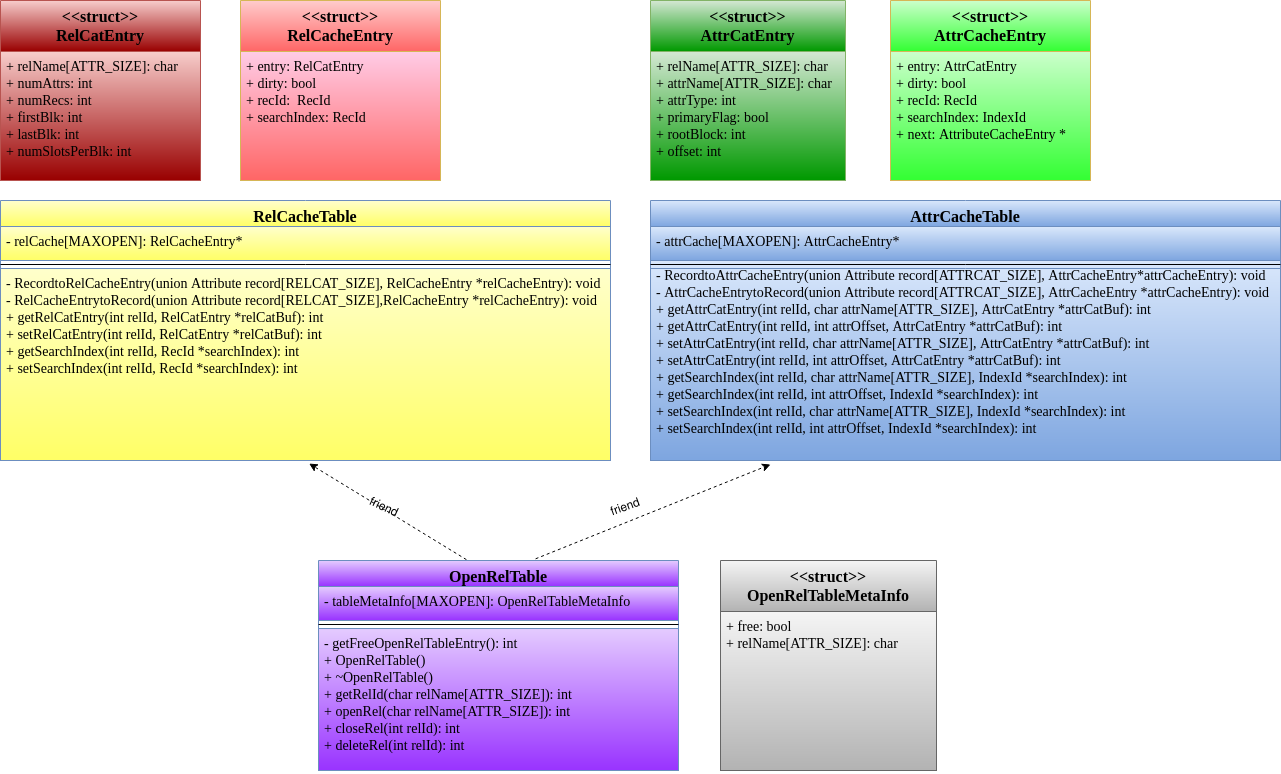 <<struct>>
RelCatEntry
+ relName[ATTR_SIZE]: char
+ numAttrs: int
+ numRecs: int
+ firstBlk: int
+ lastBlk: int
+ numSlotsPerBlk: int
<<struct>>
RelCacheEntry
+ entry: RelCatEntry
+ dirty: bool
+ recId:  RecId
+ searchIndex: RecId
<<struct>>
AttrCatEntry
+ relName[ATTR_SIZE]: char
+ attrName[ATTR_SIZE]: char
+ attrType: int
+ primaryFlag: bool
+ rootBlock: int
+ offset: int
<<struct>>
AttrCacheEntry
+ entry: AttrCatEntry
+ dirty: bool
+ recId: RecId
+ searchIndex: IndexId
+ next: AttributeCacheEntry *
RelCacheTable
- relCache[MAXOPEN]: RelCacheEntry*
- RecordtoRelCacheEntry(union Attribute record[RELCAT_SIZE], RelCacheEntry *relCacheEntry): void
- RelCacheEntrytoRecord(union Attribute record[RELCAT_SIZE],RelCacheEntry *relCacheEntry): void
+ getRelCatEntry(int relId, RelCatEntry *relCatBuf): int
+ setRelCatEntry(int relId, RelCatEntry *relCatBuf): int
+ getSearchIndex(int relId, RecId *searchIndex): int
+ setSearchIndex(int relId, RecId *searchIndex): int
AttrCacheTable
- attrCache[MAXOPEN]: AttrCacheEntry*
- RecordtoAttrCacheEntry(union Attribute record[ATTRCAT_SIZE], AttrCacheEntry*attrCacheEntry): void
- AttrCacheEntrytoRecord(union Attribute record[ATTRCAT_SIZE], AttrCacheEntry *attrCacheEntry): void
+ getAttrCatEntry(int relId, char attrName[ATTR_SIZE], AttrCatEntry *attrCatBuf): int
+ getAttrCatEntry(int relId, int attrOffset, AttrCatEntry *attrCatBuf): int
+ setAttrCatEntry(int relId, char attrName[ATTR_SIZE], AttrCatEntry *attrCatBuf): int
+ setAttrCatEntry(int relId, int attrOffset, AttrCatEntry *attrCatBuf): int
+ getSearchIndex(int relId, char attrName[ATTR_SIZE], IndexId *searchIndex): int
+ getSearchIndex(int relId, int attrOffset, IndexId *searchIndex): int
+ setSearchIndex(int relId, char attrName[ATTR_SIZE], IndexId *searchIndex): int
+ setSearchIndex(int relId, int attrOffset, IndexId *searchIndex): int
friend
friend
OpenRelTable
- tableMetaInfo[MAXOPEN]: OpenRelTableMetaInfo
- getFreeOpenRelTableEntry(): int
+ OpenRelTable()
+ ~OpenRelTable()
+ getRelId(char relName[ATTR_SIZE]): int
+ openRel(char relName[ATTR_SIZE]): int
+ closeRel(int relId): int
+ deleteRel(int relId): int
<<struct>>
OpenRelTableMetaInfo
+ free: bool
+ relName[ATTR_SIZE]: char